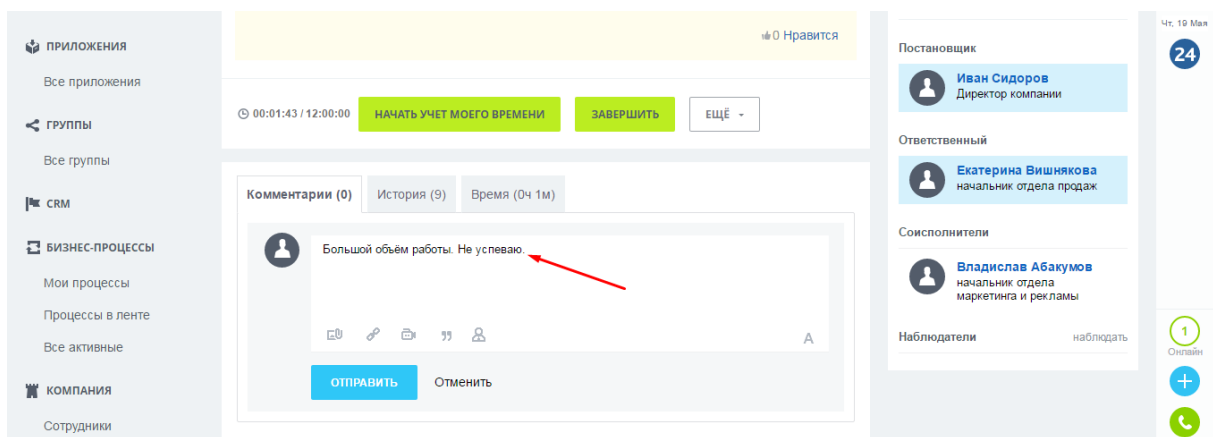 ПРИЛОЖЕНИЯ
Все приложения
ГРУППЫ
Все группы
CRM
БИЗНЕС-ПРОЦЕССЫ
Мои процессы
Процессы в ленте
Все активные
КОМПАНИЯ
Сотрудники
0 Нравится
00:01:43 / 12:00:00 НАЧАТЬ УЧЕТ МОЕГО ВРЕМЕНИ ЗАВЕРШИТЬ ЕЩЁ
Комментарии (0) История (9) Время (0ч 1м)
Большой объём работы. Не успеваю.
A
ОТПРАВИТЬ Отменить
Постановщик
Иван Сидоров
Директор компании
Ответственный
Екатерина Вишнякова
начальник отдела продаж
Соисполнители
Владислав Абакумов
начальник отдела
маркетинга и рекламы
Наблюдатели наблюдать
Чт, 19 Мая
24
1
Онлайн